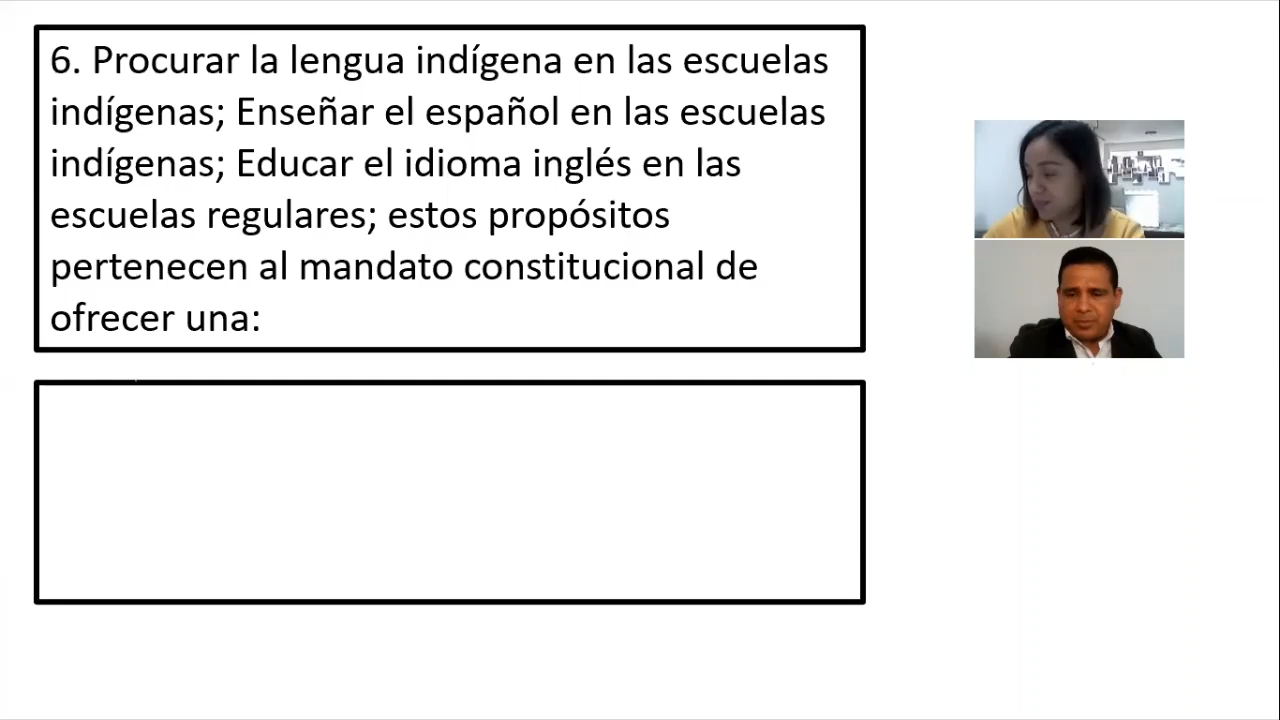 6. Procurar la lengua indígena en las escuelas
indígenas; Enseñar el español en las escuelas
indígenas; Educar el idioma inglés en las
escuelas regulares; estos propósitos
pertenecen al mandato constitucional de
ofrecer una: